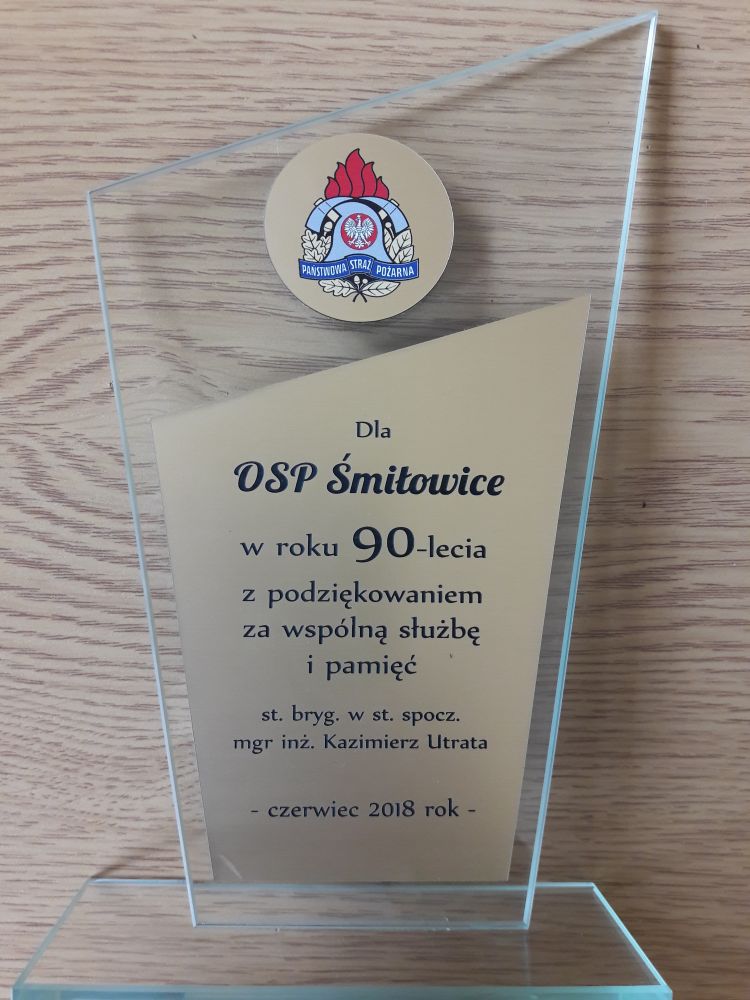 PAŃSTWOWA STRAŻ POŻARNA
Dla
OSP Śmiłowice
w roku 90-lecia
z podziękowaniem
za wspólną służbę
i pamięć
st. bryg. w st. spocz.
mgr inż. Kazimierz Utrata
- czerwiec 2018 rok -